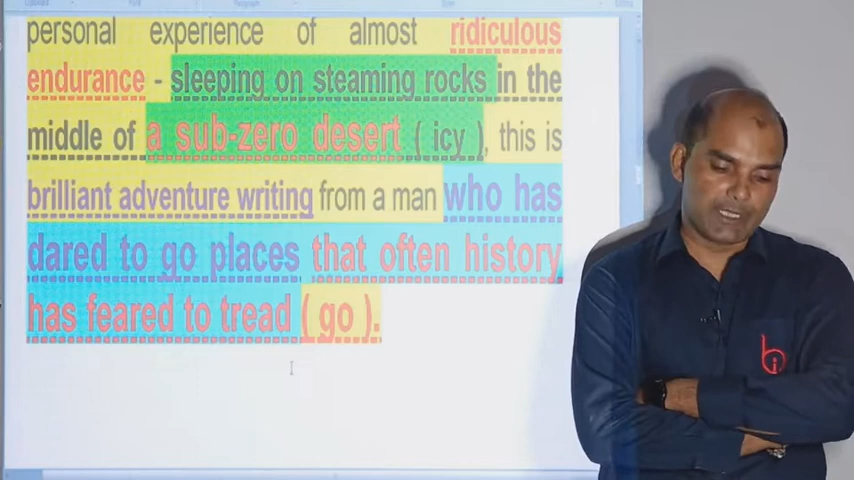 personal experience of almost ridiculous
endurance - sleeping on steaming rocks in the
middle of a sub-zero desert ( icy ), this is
brilliant adventure writing from a man who has
dared to go places that often history
has feared to tread ( go ).